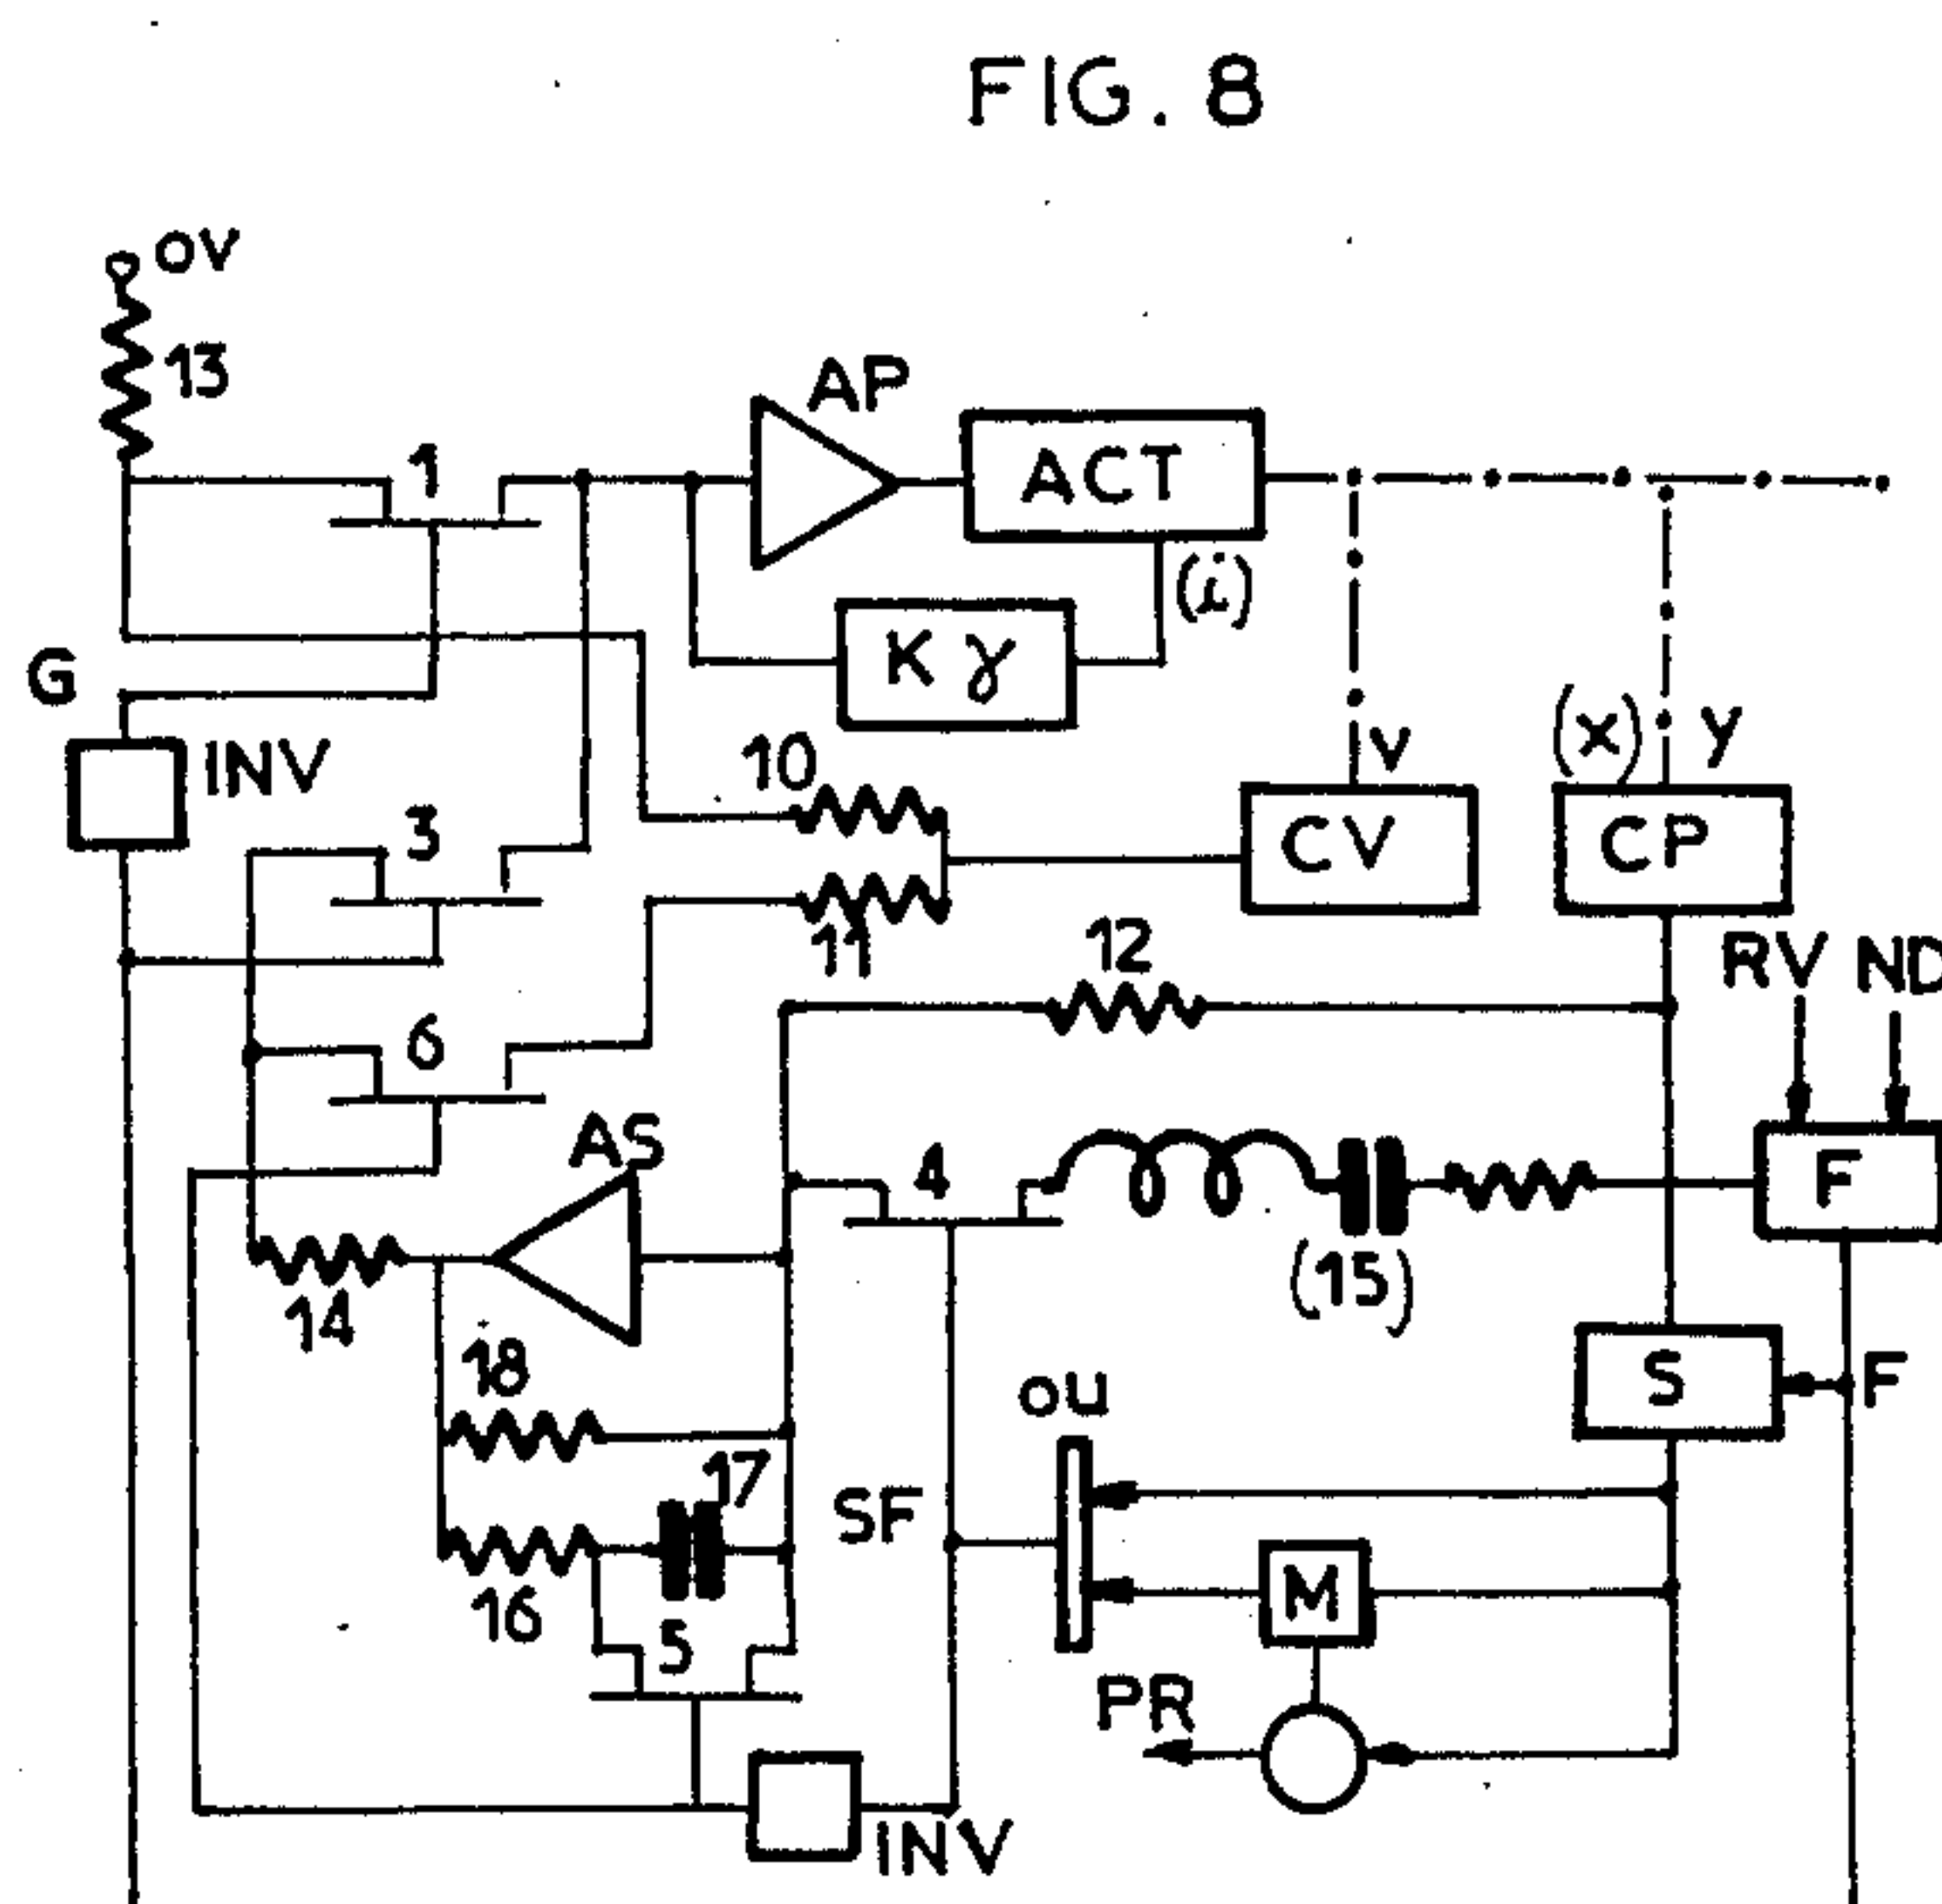 FIG. 8
OV
13
1
AP
ACT
(i)
K γ
G
INV
10
v
(x) y
3
CV
CP
11
12
RV ND
6
AS
4
F
14
(15)
18
OU
S
F
17
SF
16
M
5
PR
INV